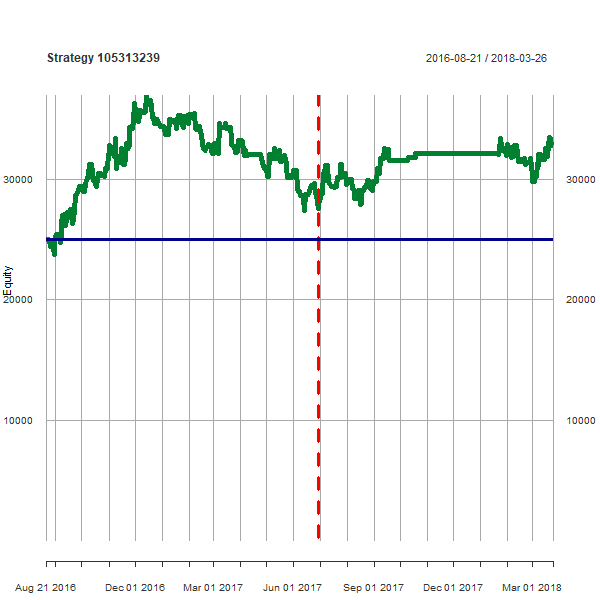 Strategy 105313239
2016-08-21 / 2018-03-26
Equity
30000
30000
20000
20000
10000
10000
Aug 21 2016
Dec 01 2016
Mar 01 2017
Jun 01 2017
Sep 01 2017
Dec 01 2017
Mar 01 2018